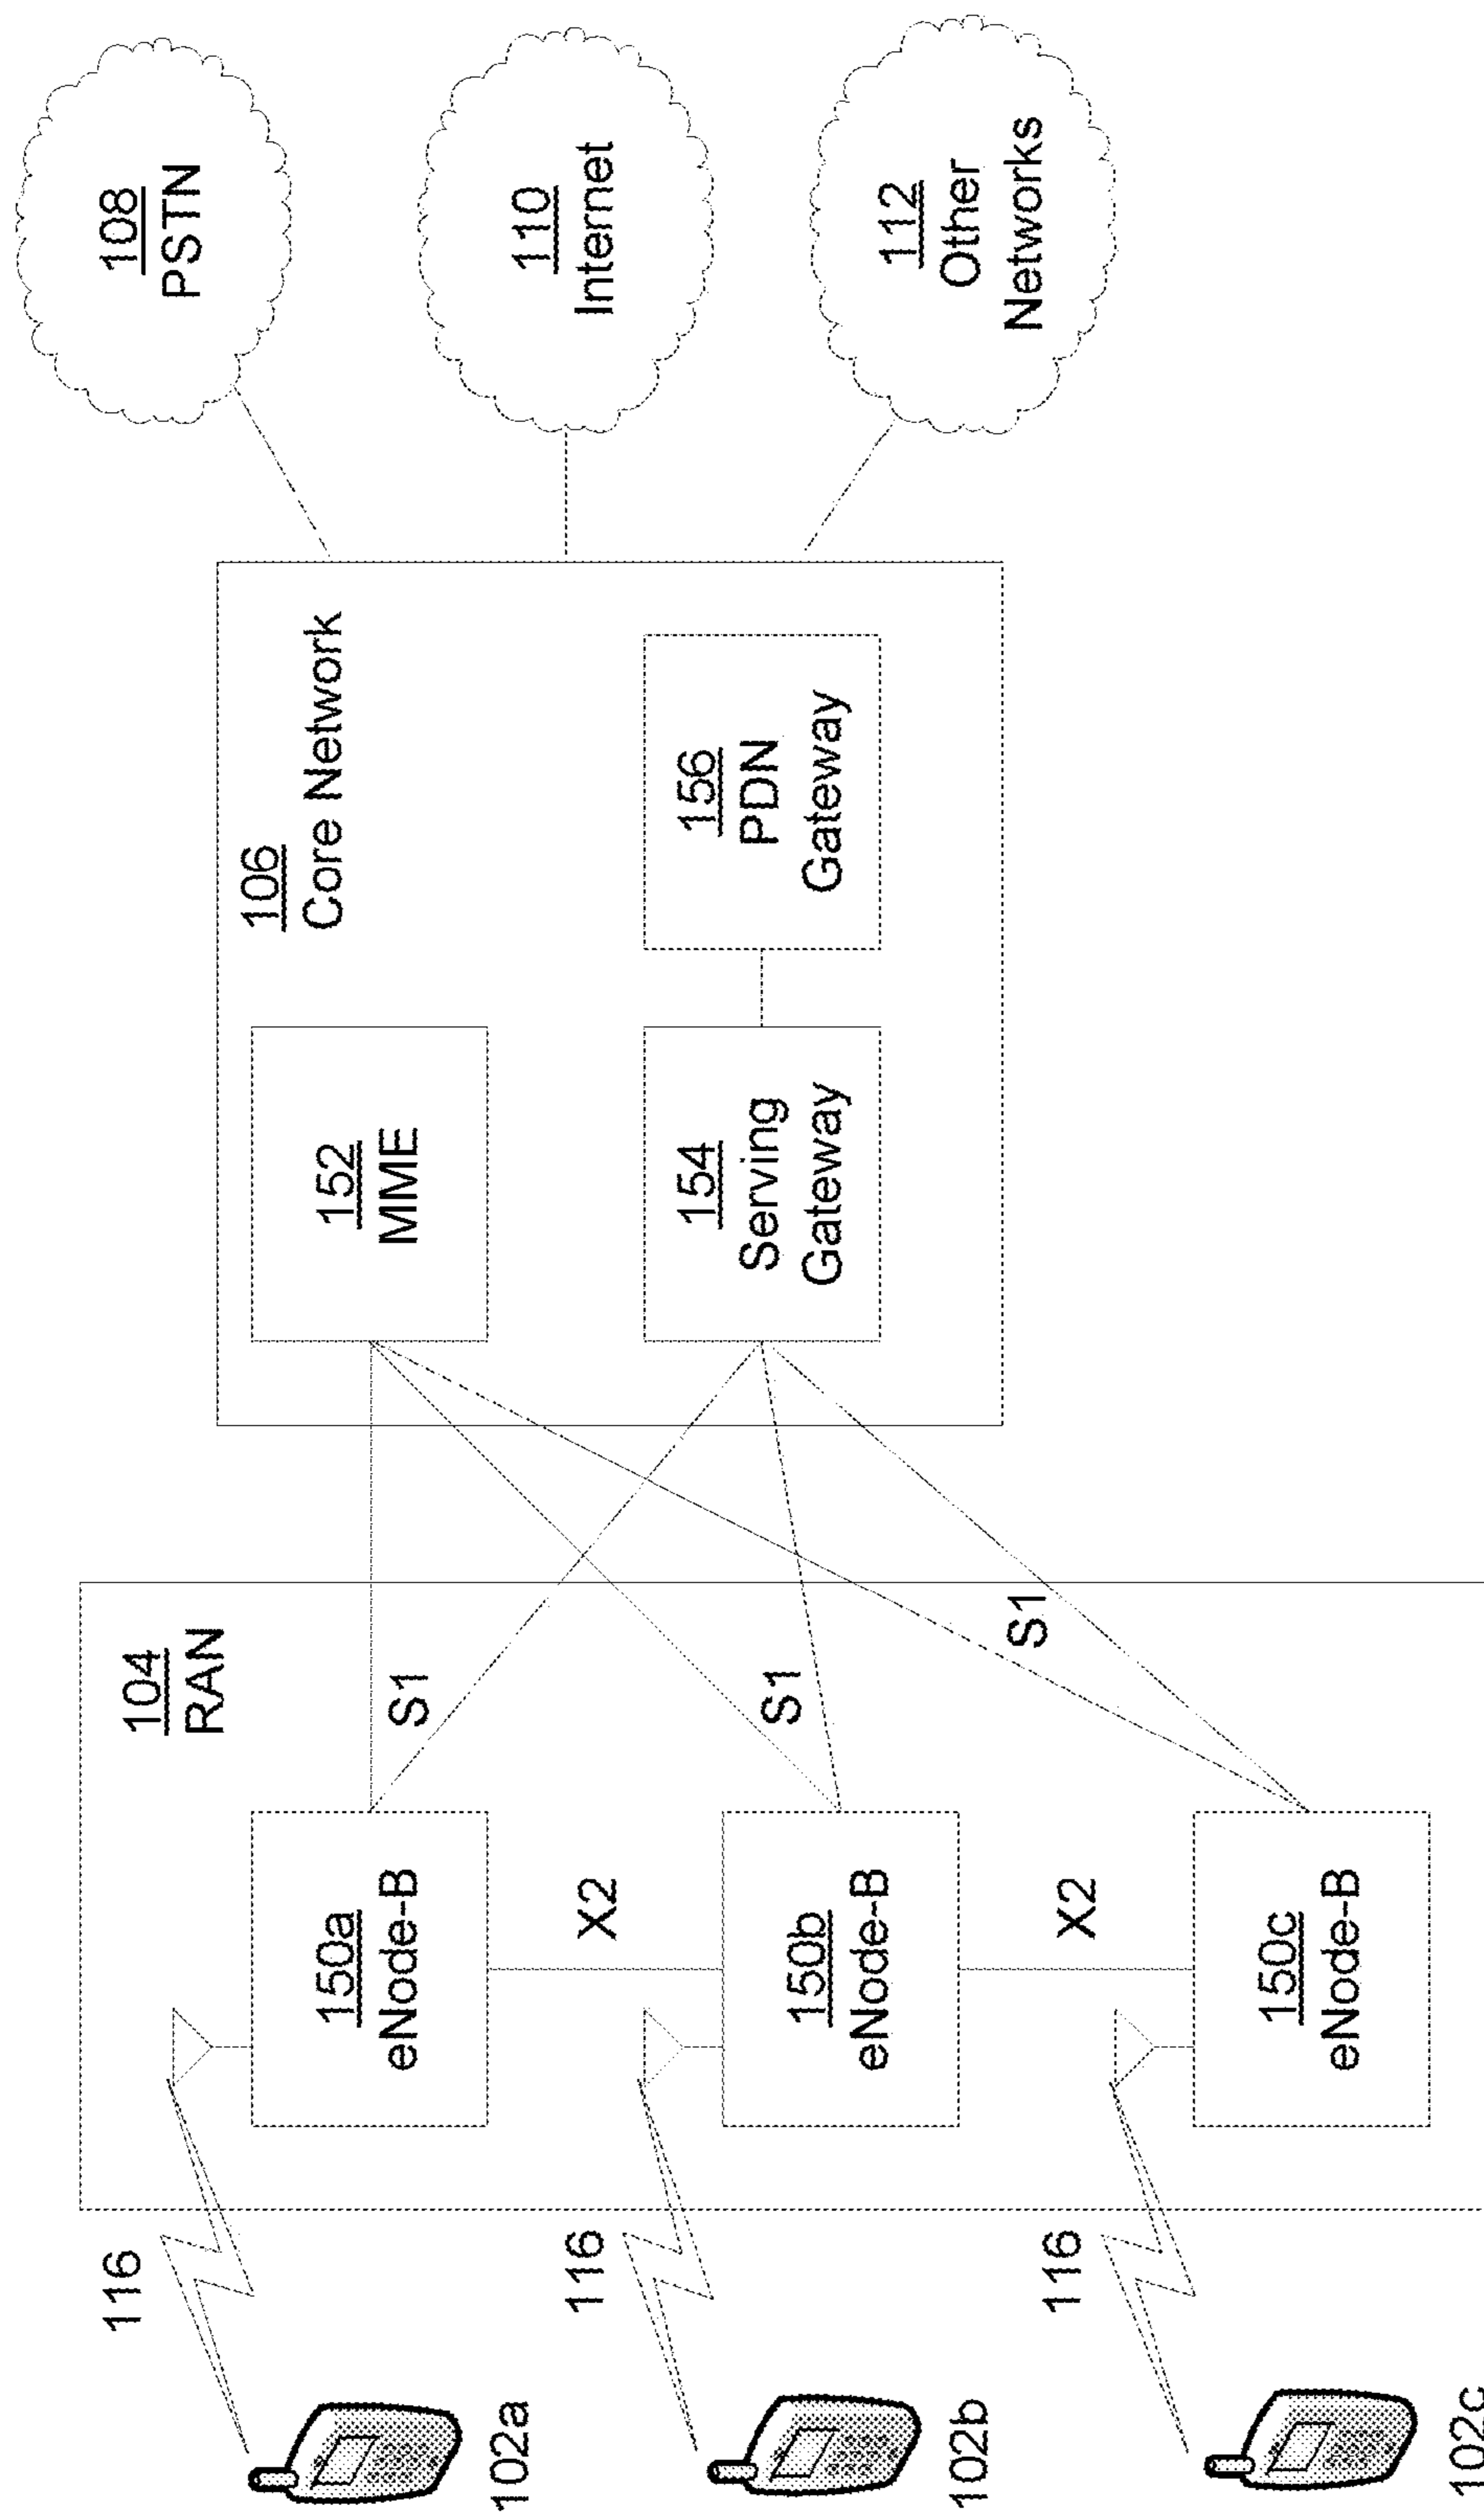 116
102a
116
102b
116
102c
104
RAN
150a
eNode-B
X2
150b
eNode-B
X2
150c
eNode-B
S1
S1
S1
106
Core Network
152
MME
154
Serving
Gateway
156
PDN
Gateway
108
PSTN
110
Internet
112
Other
Networks